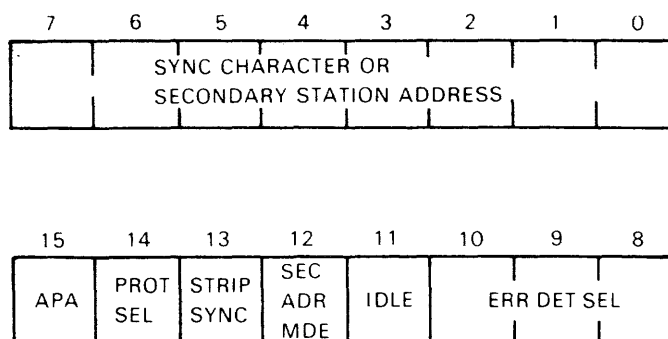 7 6 5 4 3 2 1 0
SYNC CHARACTER OR
SECONDARY STATION ADDRESS
15 14 13 12 11 10 9 8
APA PROT SEL STRIP SYNC SEC ADR MDE IDLE ERR DET SEL